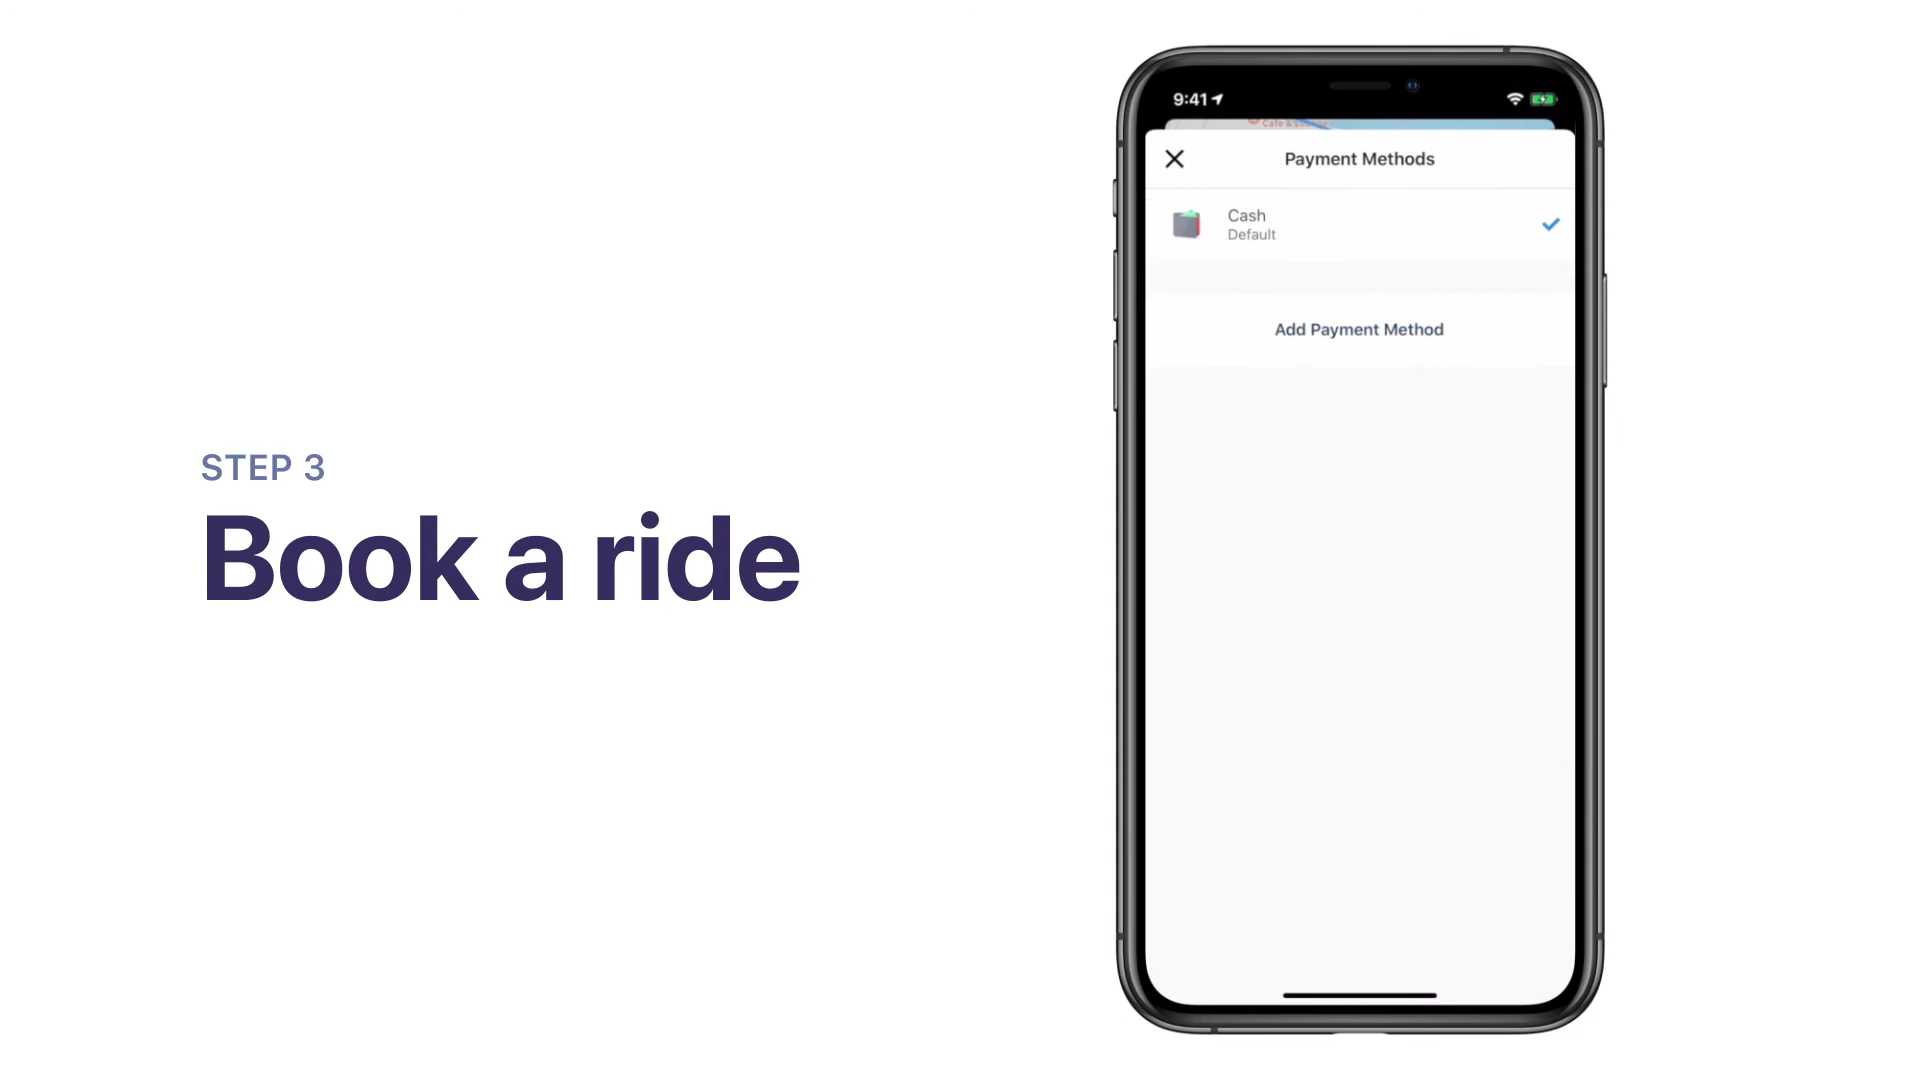 STEP 3
Book a ride
9:41
Payment Methods
Cash
Default
Add Payment Method